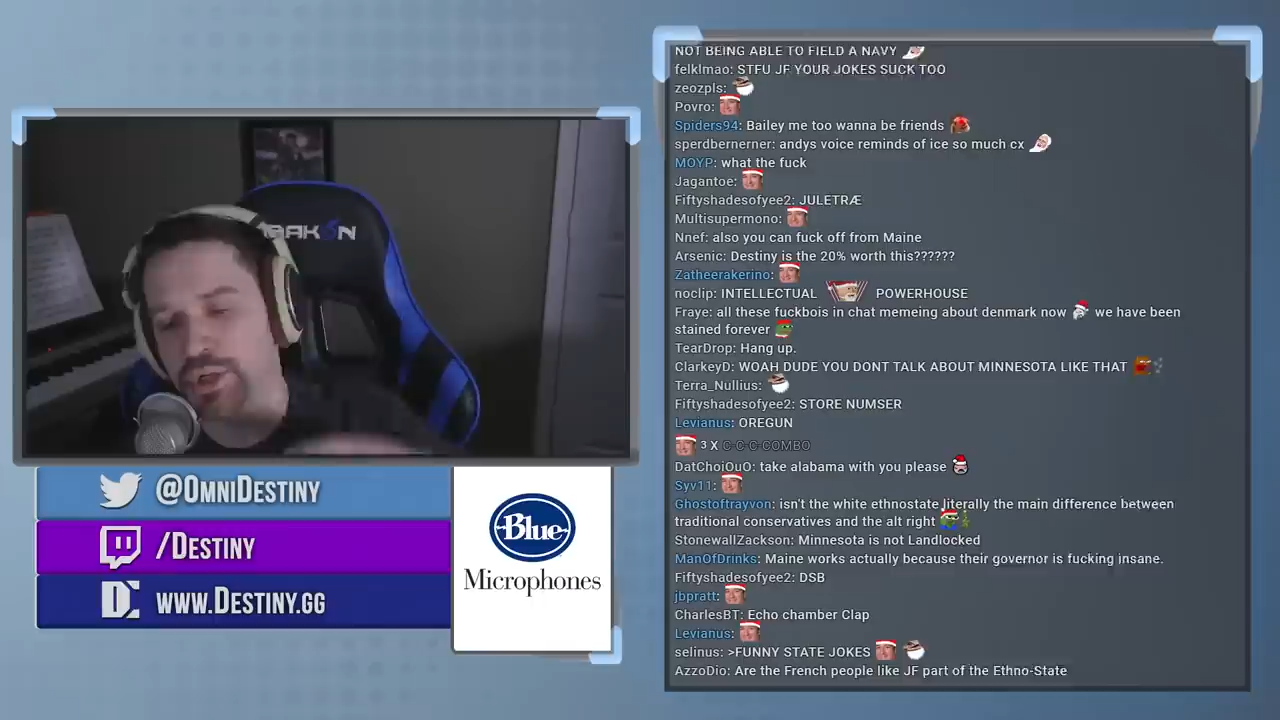 NOT BEING ABLE TO FIELD A NAVY
felklmao: STFU JF YOUR JOKES SUCK TOO
zeozpls:
Povro:
Spiders94: Bailey me too wanna be friends
sperdbernerner: andys voice reminds of ice so much cx
MOYP: what the fuck
Jagantoe:
Fiftyshadesofyee2: JULETRÆ
Multisupermono:
Nnef: also you can fuck off from Maine
Arsenic: Destiny is the 20% worth this??????
Zatheerakerino:
noclip: INTELLECTUAL POWERHOUSE
Fraye: all these fuckbois in chat memeing about denmark now we have been
stained forever
TearDrop: Hang up.
ClarkeyD: WOAH DUDE YOU DONT TALK ABOUT MINNESOTA LIKE THAT
Terra_Nullius:
Fiftyshadesofyee2: STORE NUMSER
Levianus: OREGUN
3 X C-C-C-COMBO
DatChoiOuO: take alabama with you please
Syv11:
Ghostoftrayvon: isn't the white ethnostate literally the main difference between
traditional conservatives and the alt right
StonewallZackson: Minnesota is not Landlocked
ManOfDrinks: Maine works actually because their governor is fucking insane.
Fiftyshadesofyee2: DSB
jbpratt:
CharlesBT: Echo chamber Clap
Levianus:
selinus: >FUNNY STATE JOKES
AzzoDio: Are the French people like JF part of the Ethno-State
@OmniDestiny
/Destiny
www.Destiny.gg
Blue
Microphones